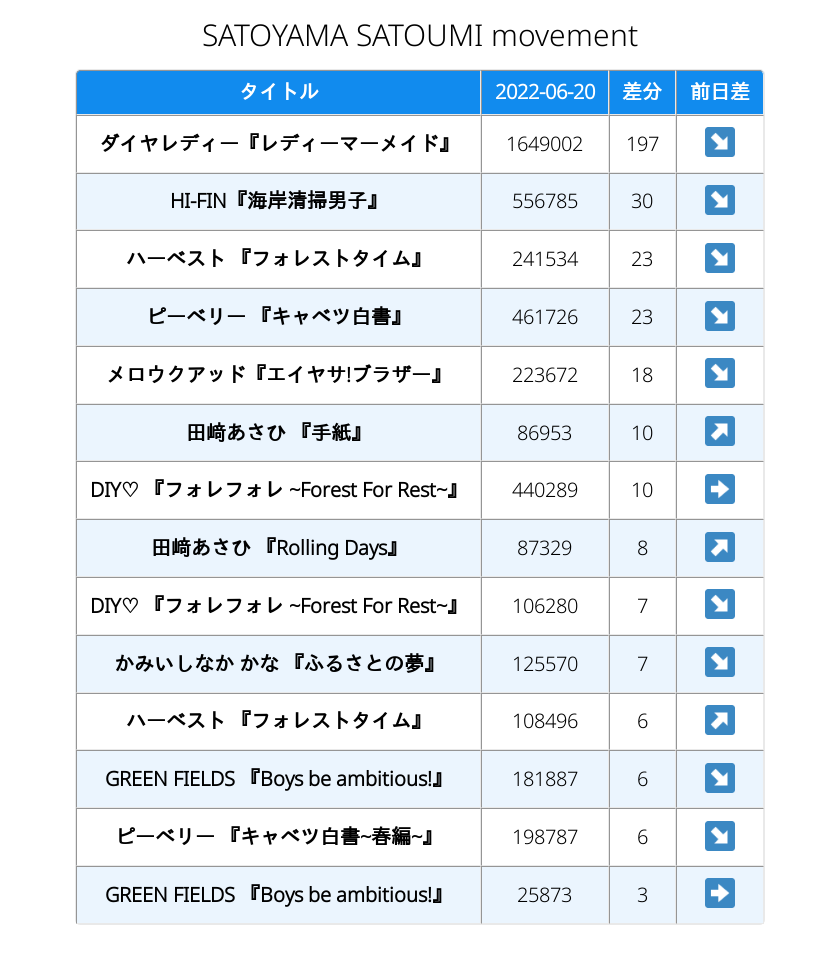 SATOYAMA SATOUMI movement
タイトル 2022-06-20 差分 前日差
ダイヤレディー『レディーマーメイド』 1649002 197 ↘
HI-FIN『海岸清掃男子』 556785 30 ↘
ハーベスト 『フォレストタイム』 241534 23 ↘
ピーベリー 『キャベツ白書』 461726 23 ↘
メロウクアッド『エイヤサ!ブラザー』 223672 18 ↘
田﨑あさひ 『手紙』 86953 10 ↗
DIY♡ 『フォレフォレ ~Forest For Rest~』 440289 10 ➡
田﨑あさひ 『Rolling Days』 87329 8 ↗
DIY♡ 『フォレフォレ ~Forest For Rest~』 106280 7 ↘
かみいしなか かな 『ふるさとの夢』 125570 7 ↘
ハーベスト 『フォレストタイム』 108496 6 ↗
GREEN FIELDS 『Boys be ambitious!』 181887 6 ↘
ピーベリー 『キャベツ白書~春編~』 198787 6 ↘
GREEN FIELDS 『Boys be ambitious!』 25873 3 ➡